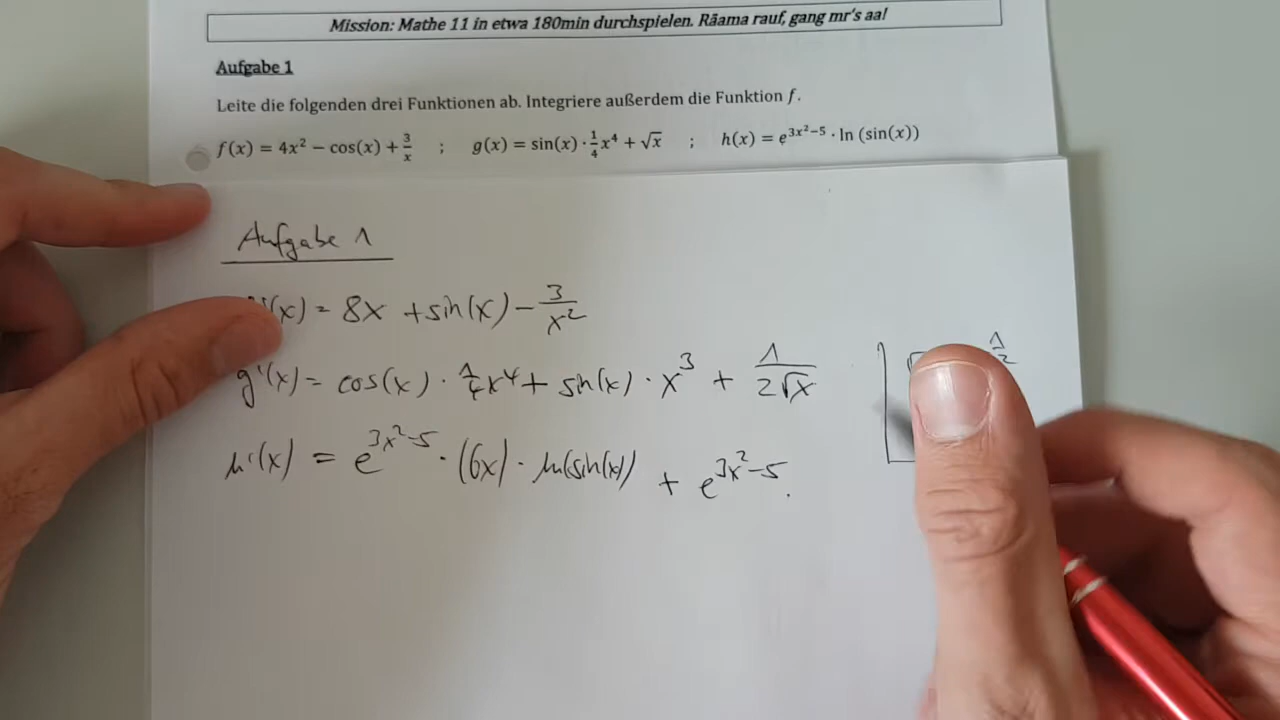 Mission: Mathe 11 in etwa 180min durchspielen. Rāama rauf, gang mr's aa!
Aufgabe 1
Leite die folgenden drei Funktionen ab. Integriere außerdem die Funktion f.
f(x) = 4x² − cos(x) + 3/x ; g(x) = sin(x) · 1/4 x⁴ + √x ; h(x) = e^(3x²−5) · ln (sin(x))
Aufgabe 1
'(x) = 8x + sin(x) − 3/x²
g'(x) = cos(x) · 1/4 x⁴ + sin(x) · x³ + 1/(2√x)
h'(x) = e^(3x²−5) · (6x) · ln(sin(x)) + e^(3x²−5) .